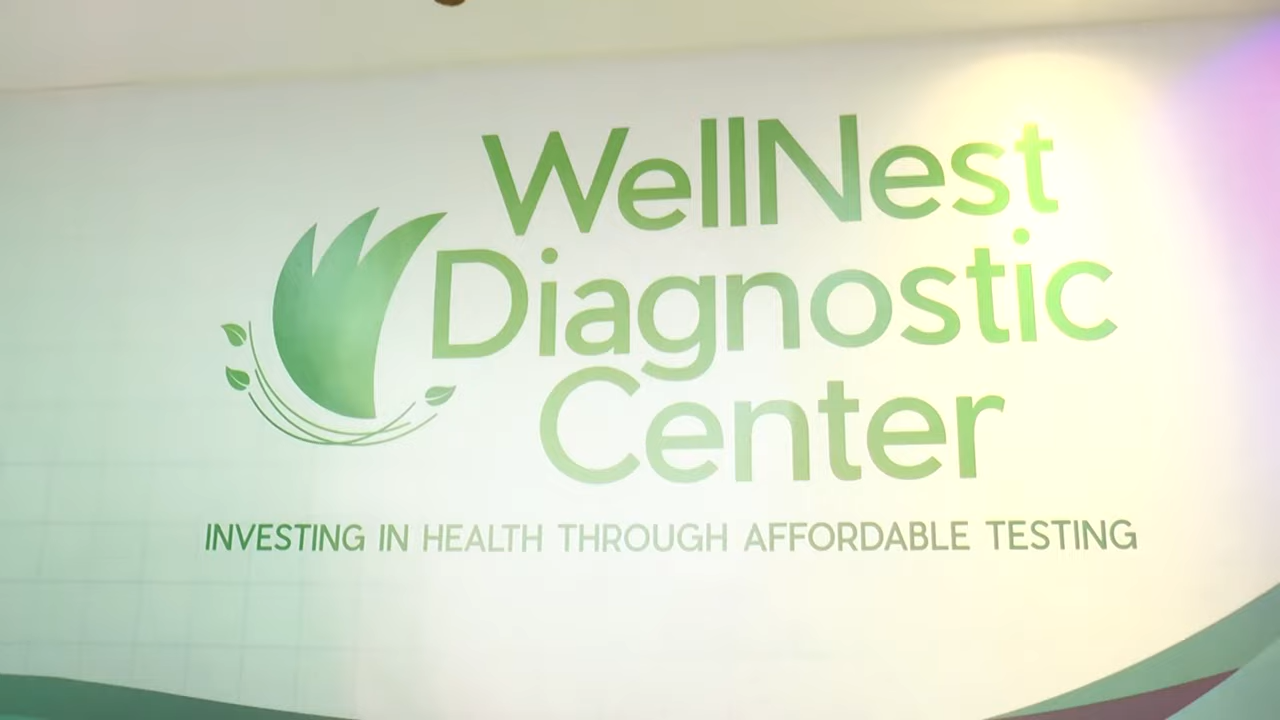 WellNest
Diagnostic
Center
INVESTING IN HEALTH THROUGH AFFORDABLE TESTING